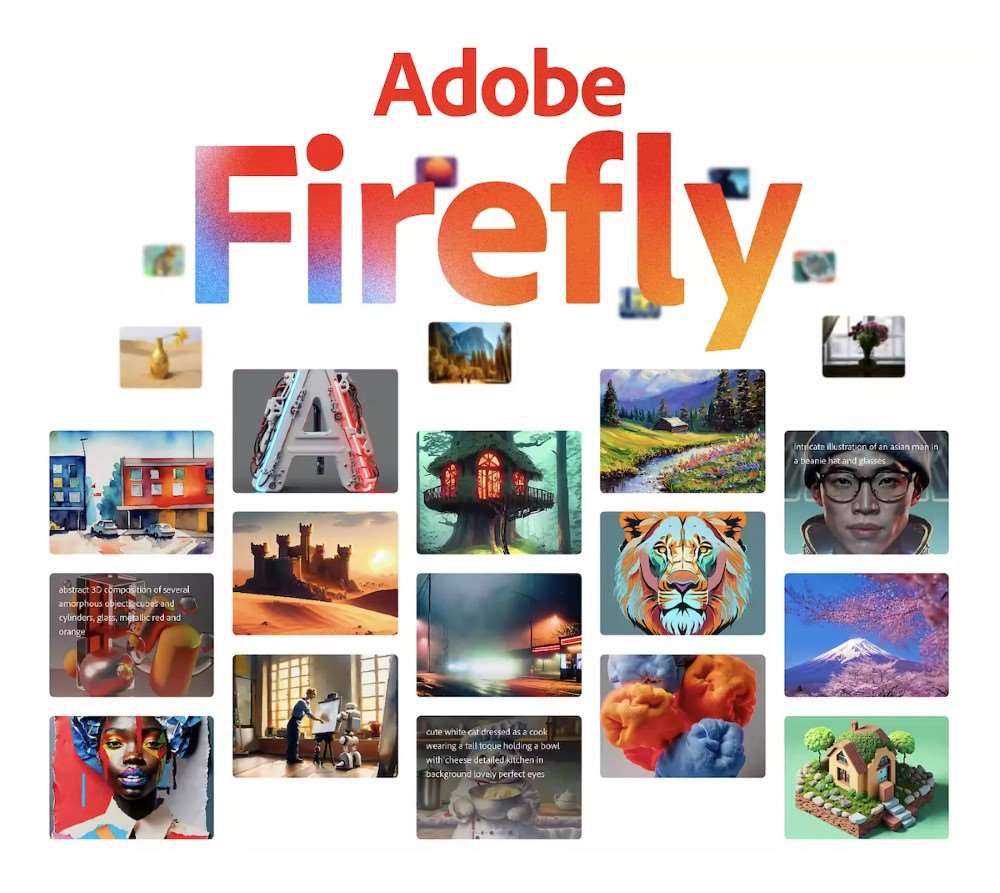 Adobe
Firefly
Intricate illustration of an asian man in
a beanie hat and glasses
abstract 3D composition of several
amorphous objects, cubes and
cylinders, glass, metallic red and
orange
cute white cat dressed as a cook
wearing a tall toque holding a bowl
with cheese detailed kitchen in
background lovely perfect eyes